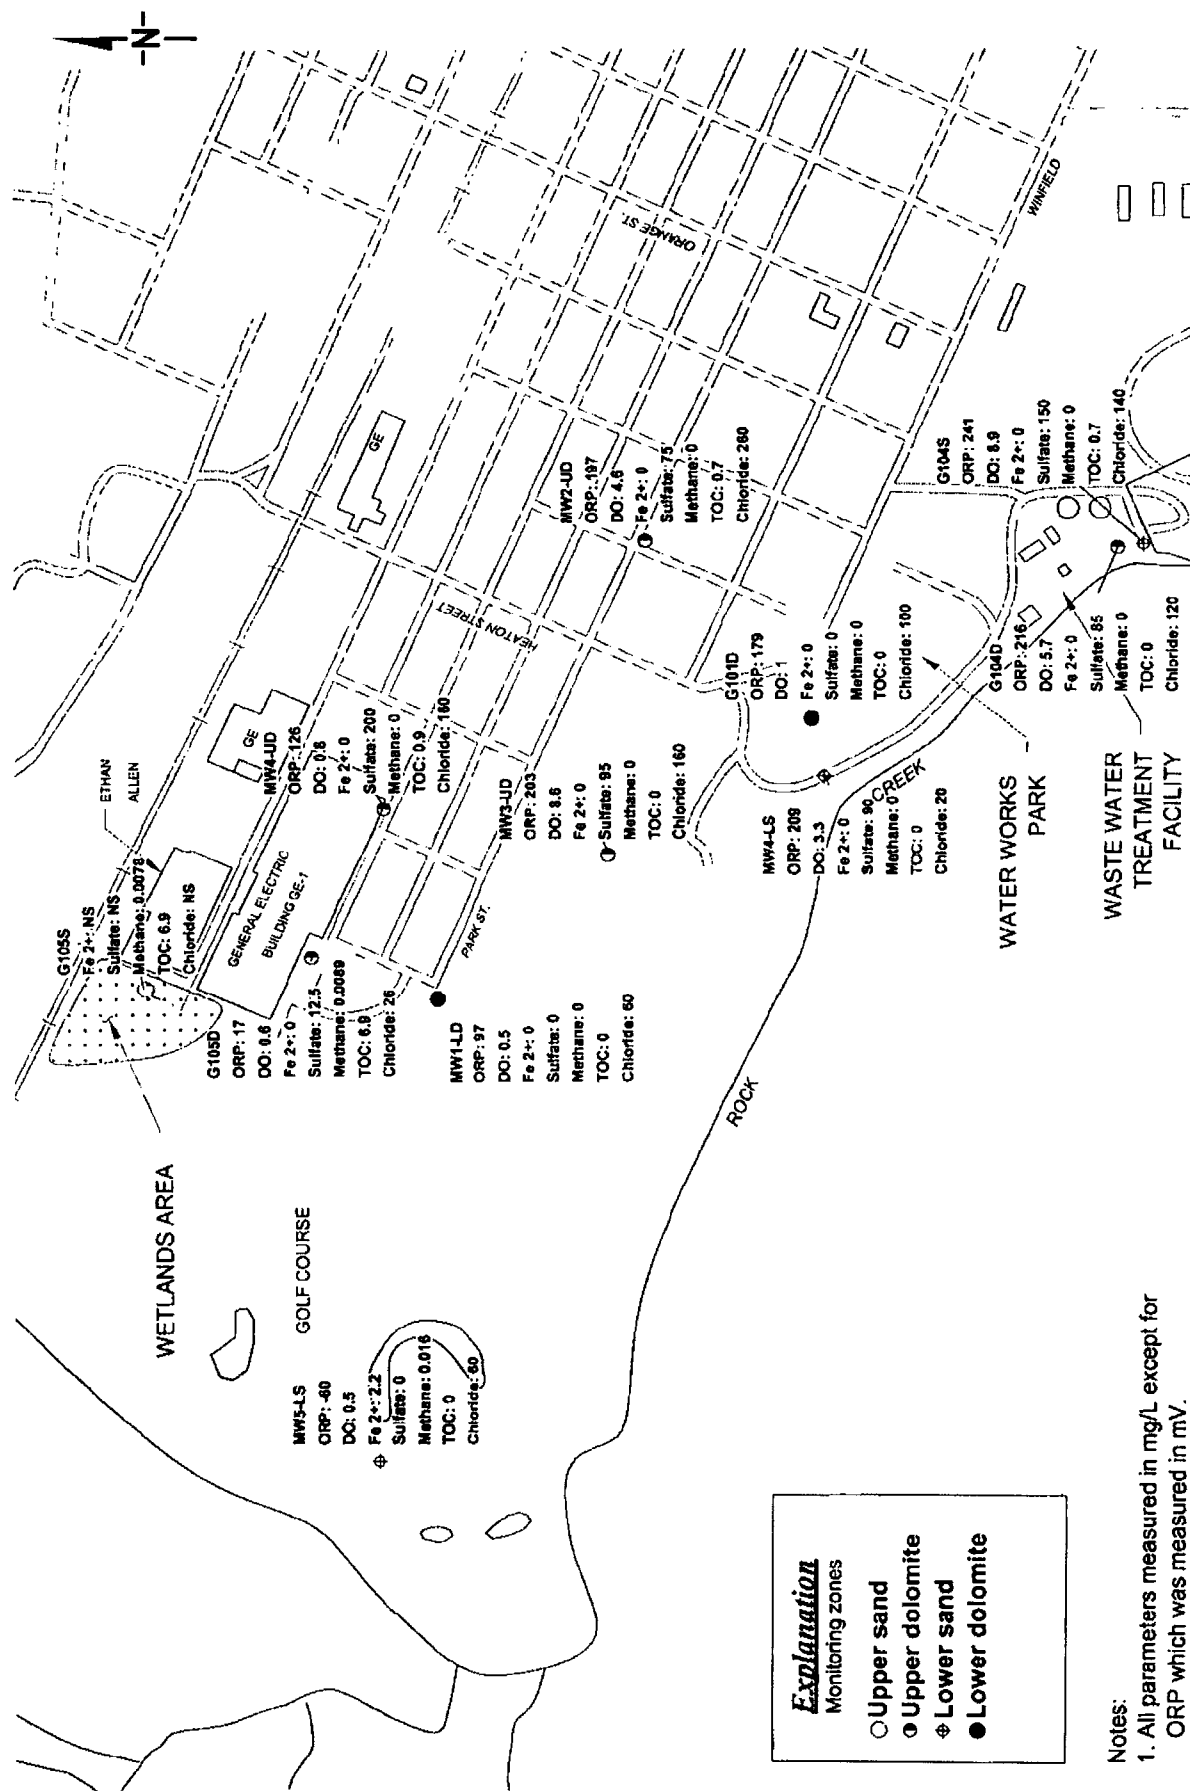 N
ETHAN
ALLEN
GE
GE
GENERAL ELECTRIC
BUILDING GE-1
HEATON STREET
ORANGE ST.
WINFIELD
PARK ST.
WETLANDS AREA
GOLF COURSE
ROCK
CREEK
WATER WORKS
PARK
WASTE WATER
TREATMENT
FACILITY
G105S
Fe 2+: NS
Sulfate: NS
Methane: 0.0078
TOC: 6.9
Chloride: NS
G105D
ORP: 17
DO: 0.6
Fe 2+: 0
Sulfate: 12.5
Methane: 0.0089
TOC: 6.9
Chloride: 26
MW1-LD
ORP: 97
DO: 0.5
Fe 2+: 0
Sulfate: 0
Methane: 0
TOC: 0
Chloride: 60
MW5-LS
ORP: -60
DO: 0.5
Fe 2+: 2.2
Sulfate: 0
Methane: 0.016
TOC: 0
Chloride: 60
MW4-UD
ORP: 126
DO: 0.8
Fe 2+: 0
Sulfate: 200
Methane: 0
TOC: 0.9
Chloride: 160
MW3-UD
ORP: 203
DO: 8.6
Fe 2+: 0
Sulfate: 95
Methane: 0
TOC: 0
Chloride: 160
MW2-UD
ORP: 197
DO: 4.6
Fe 2+: 0
Sulfate: 75
Methane: 0
TOC: 0.7
Chloride: 260
G101D
ORP: 179
DO: 1
Fe 2+: 0
Sulfate: 0
Methane: 0
TOC: 0
Chloride: 100
MW4-LS
ORP: 209
DO: 3.3
Fe 2+: 0
Sulfate: 90
Methane: 0
TOC: 0
Chloride: 20
G104S
ORP: 241
DO: 8.9
Fe 2+: 0
Sulfate: 150
Methane: 0
TOC: 0.7
Chloride: 140
G104D
ORP: 216
DO: 5.7
Fe 2+: 0
Sulfate: 85
Methane: 0
TOC: 0
Chloride: 120
Explanation
Monitoring zones
Upper sand
Upper dolomite
Lower sand
Lower dolomite
Notes:
1. All parameters measured in mg/L except for
ORP which was measured in mV.